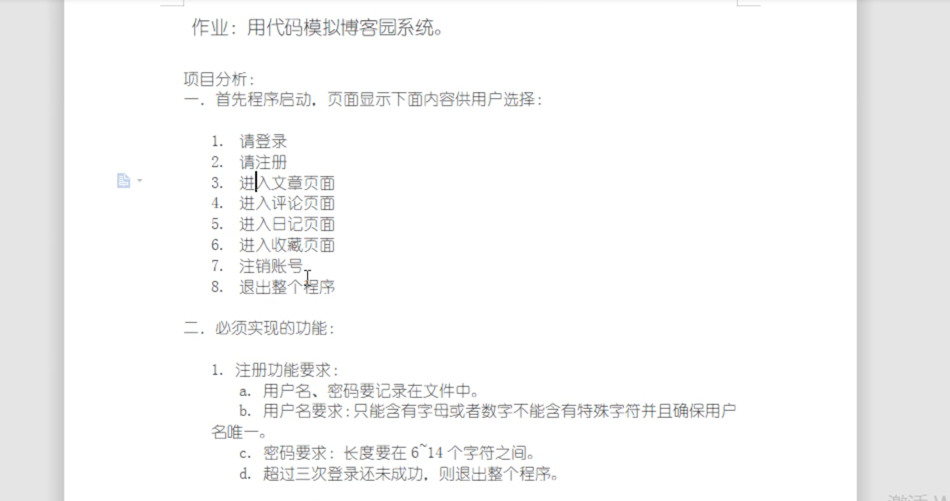 作业：用代码模拟博客园系统。
项目分析：
一．首先程序启动，页面显示下面内容供用户选择：
1. 请登录
2. 请注册
3. 进入文章页面
4. 进入评论页面
5. 进入日记页面
6. 进入收藏页面
7. 注销账号
8. 退出整个程序
二．必须实现的功能：
1. 注册功能要求：
a. 用户名、密码要记录在文件中。
b. 用户名要求:只能含有字母或者数字不能含有特殊字符并且确保用户
名唯一。
c. 密码要求：长度要在 6~14 个字符之间。
d. 超过三次登录还未成功，则退出整个程序。